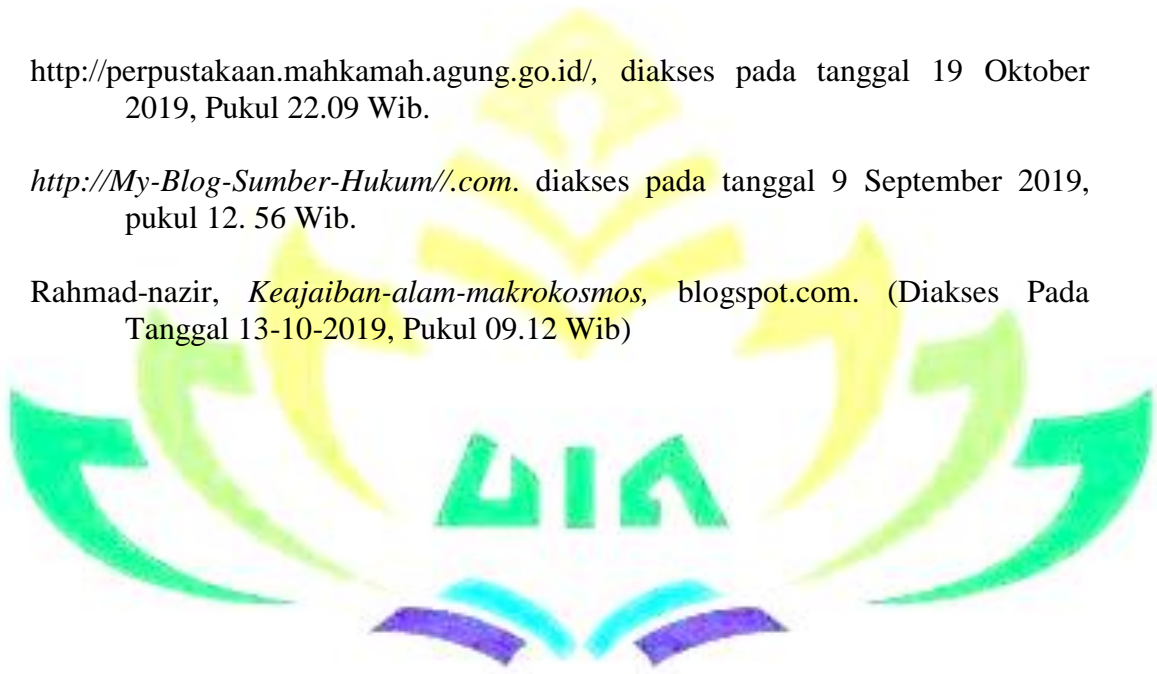 http://perpustakaan.mahkamah.agung.go.id/, diakses pada tanggal 19 Oktober
2019, Pukul 22.09 Wib.
http://My-Blog-Sumber-Hukum//.com. diakses pada tanggal 9 September 2019,
pukul 12. 56 Wib.
Rahmad-nazir, Keajaiban-alam-makrokosmos, blogspot.com. (Diakses Pada
Tanggal 13-10-2019, Pukul 09.12 Wib)